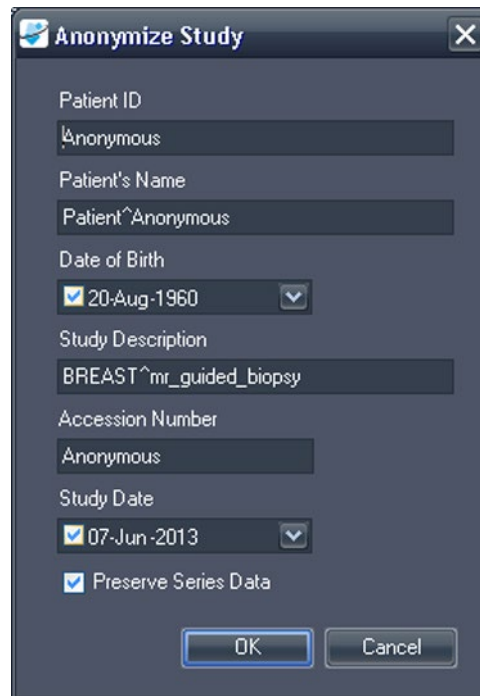 Anonymize Study
Patient ID
Anonymous
Patient's Name
Patient^Anonymous
Date of Birth
20-Aug-1960
Study Description
BREAST^mr_guided_biopsy
Accession Number
Anonymous
Study Date
07-Jun-2013
Preserve Series Data
OK Cancel